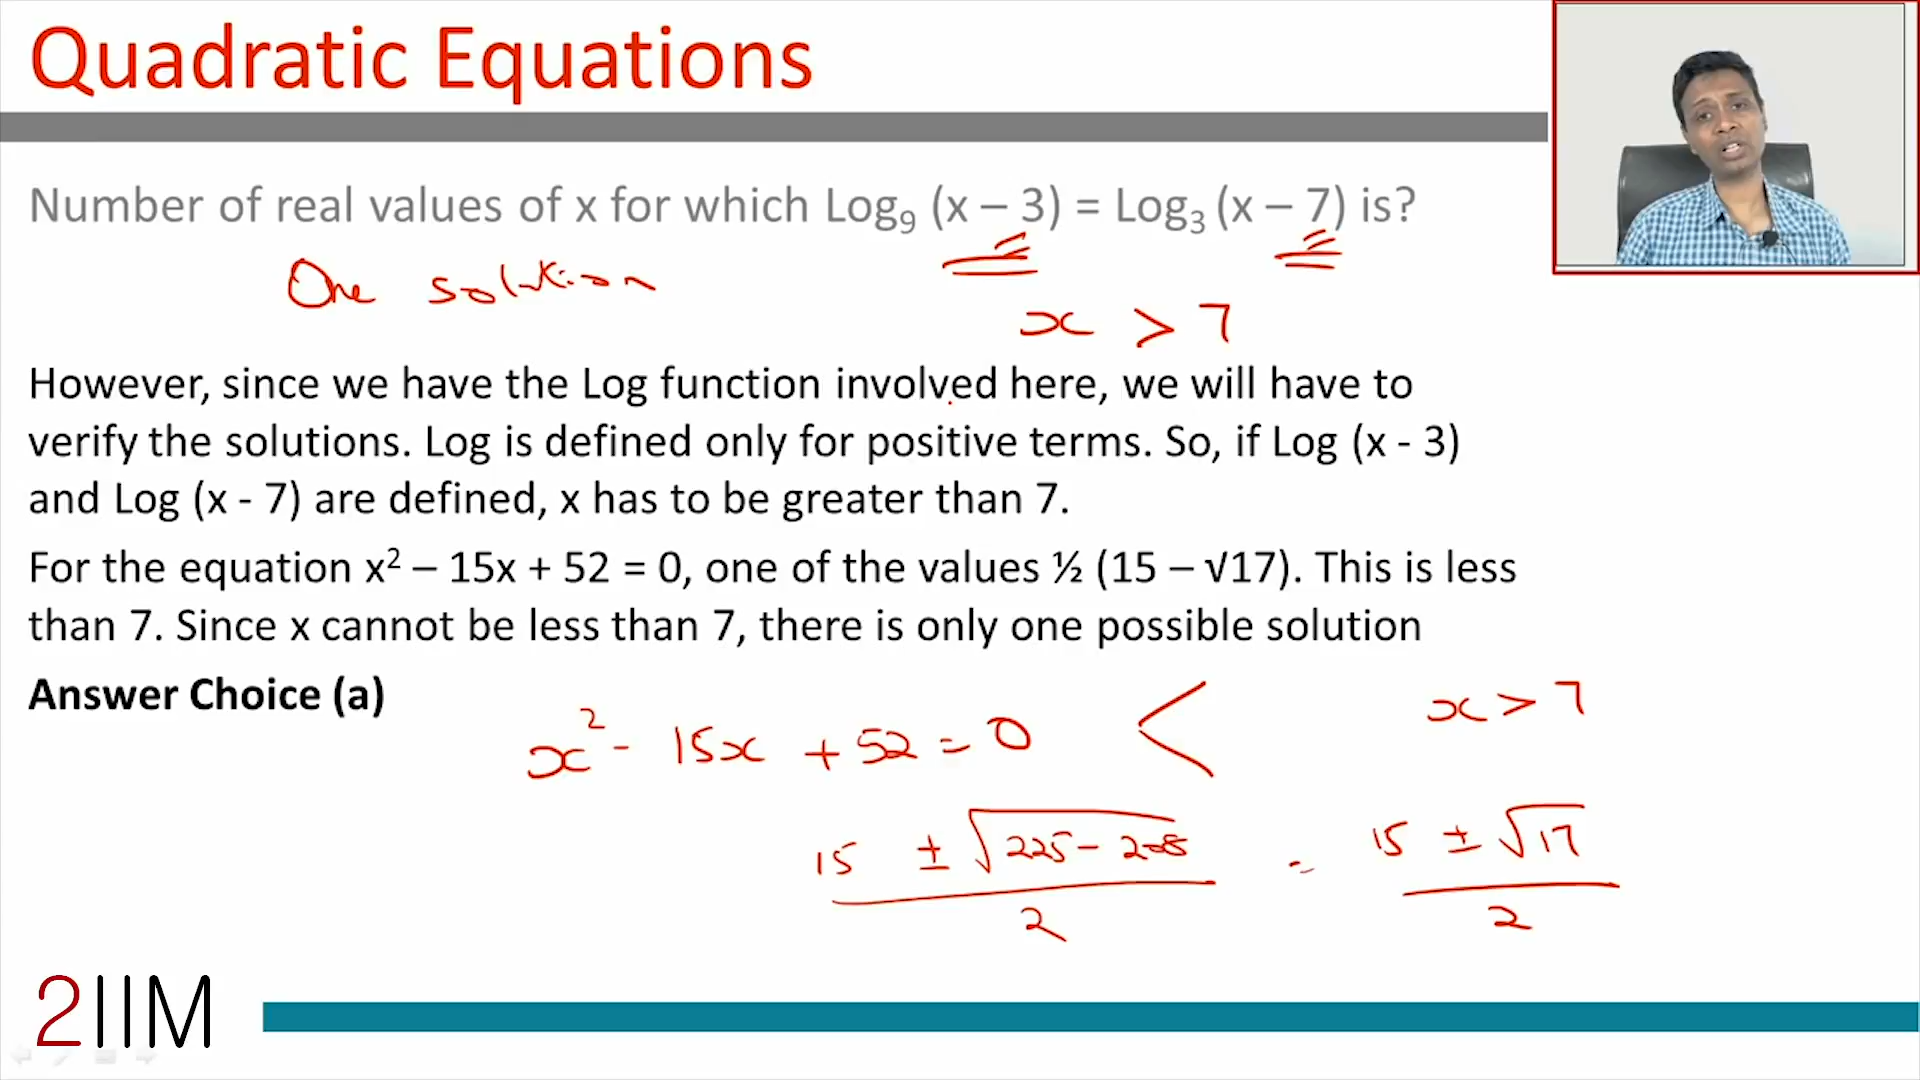 Quadratic Equations
Number of real values of x for which Log₉ (x – 3) = Log₃ (x – 7) is?
One solution
x > 7
However, since we have the Log function involved here, we will have to
verify the solutions. Log is defined only for positive terms. So, if Log (x - 3)
and Log (x - 7) are defined, x has to be greater than 7.
For the equation x² – 15x + 52 = 0, one of the values ½ (15 – √17). This is less
than 7. Since x cannot be less than 7, there is only one possible solution
Answer Choice (a)
x² - 15x + 52 = 0 <
x > 7
15 ± √225 - 208 / 2 = 15 ± √17 / 2
2IIM